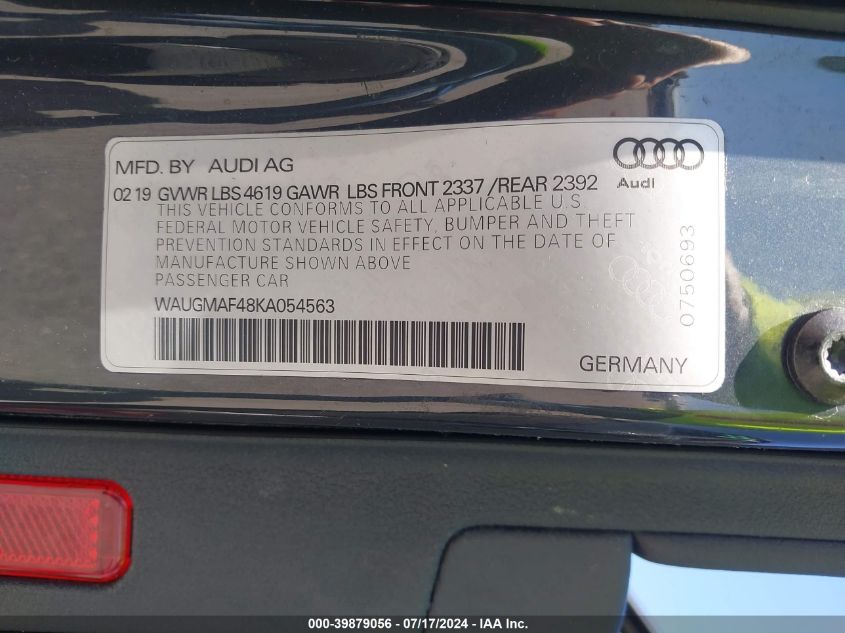 MFD. BY AUDI AG
Audi
02 19 GVWR LBS 4619 GAWR LBS FRONT 2337 /REAR 2392
THIS VEHICLE CONFORMS TO ALL APPLICABLE U.S.
FEDERAL MOTOR VEHICLE SAFETY, BUMPER AND THEFT
PREVENTION STANDARDS IN EFFECT ON THE DATE OF
MANUFACTURE SHOWN ABOVE
PASSENGER CAR
WAUGMAF48KA054563
0750693
GERMANY
000-39879056 - 07/17/2024 - IAA Inc.